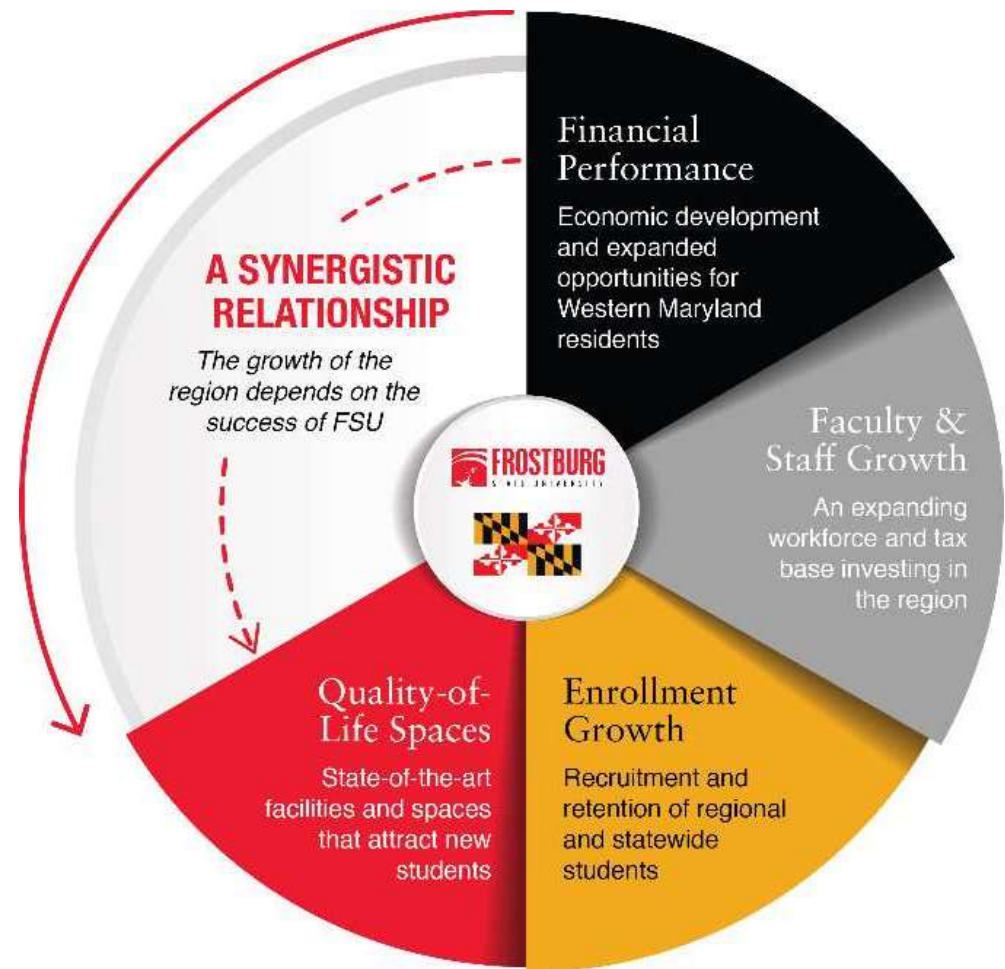 Financial
Performance
Economic development
and expanded
opportunities for
Western Maryland
residents
A SYNERGISTIC
RELATIONSHIP
The growth of the
region depends on the
success of FSU
FROSTBURG
STATE UNIVERSITY
Faculty &
Staff Growth
An expanding
workforce and tax
base investing in
the region
Quality-of-
Life Spaces
State-of-the-art
facilities and spaces
that attract new
students
Enrollment
Growth
Recruitment and
retention of regional
and statewide
students